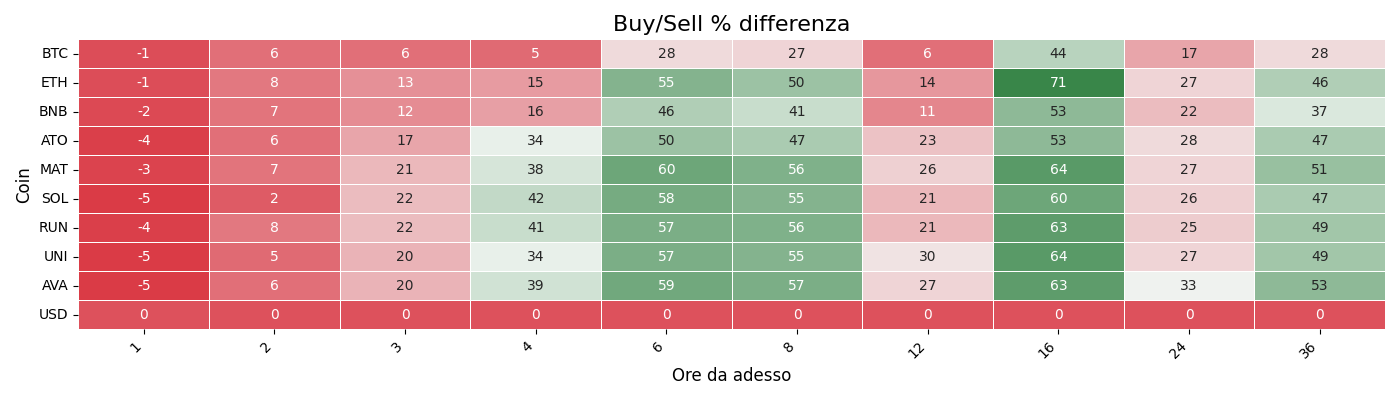 Buy/Sell % differenza
Coin
BTC -1 6 6 5 28 27 6 44 17 28
ETH -1 8 13 15 55 50 14 71 27 46
BNB -2 7 12 16 46 41 11 53 22 37
ATO -4 6 17 34 50 47 23 53 28 47
MAT -3 7 21 38 60 56 26 64 27 51
SOL -5 2 22 42 58 55 21 60 26 47
RUN -4 8 22 41 57 56 21 63 25 49
UNI -5 5 20 34 57 55 30 64 27 49
AVA -5 6 20 39 59 57 27 63 33 53
USD 0 0 0 0 0 0 0 0 0 0
1 2 3 4 6 8 12 16 24 36
Ore da adesso